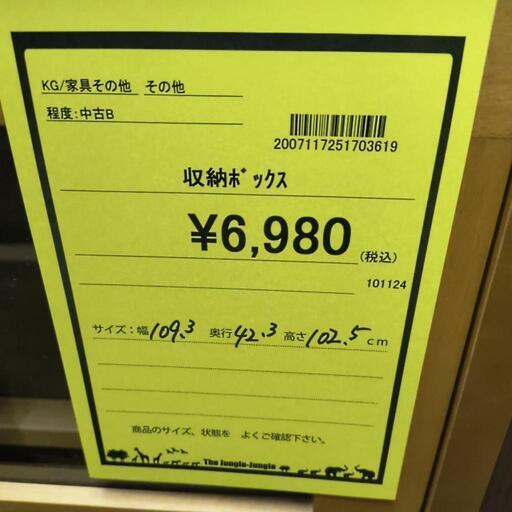 KG/家具その他 その他
程度:中古B
2007117251703619
収納ボックス
¥6,980(税込)
101124
サイズ:幅109.3 奥行42.3 高さ102.5cm
商品のサイズ、状態を よくご確認下さい。
The Jungle-Jungle